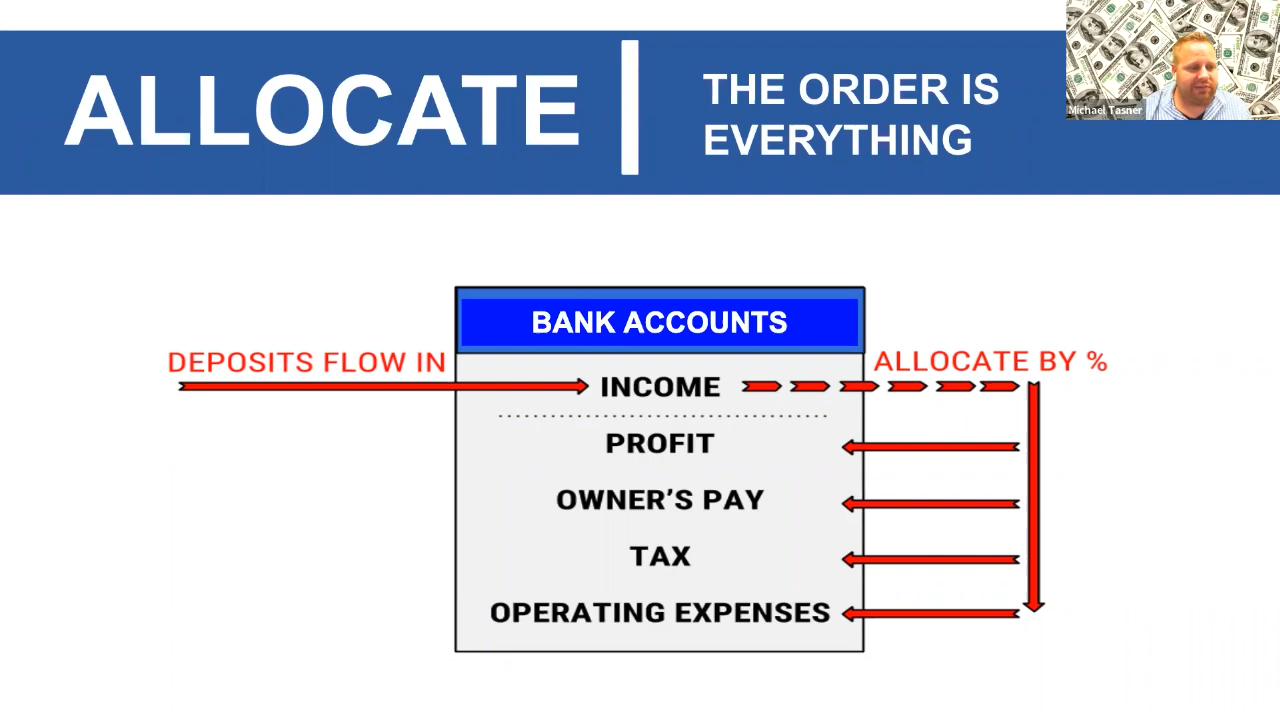 ALLOCATE
THE ORDER IS
EVERYTHING
Michael Tasner
BANK ACCOUNTS
DEPOSITS FLOW IN
ALLOCATE BY %
INCOME
PROFIT
OWNER'S PAY
TAX
OPERATING EXPENSES